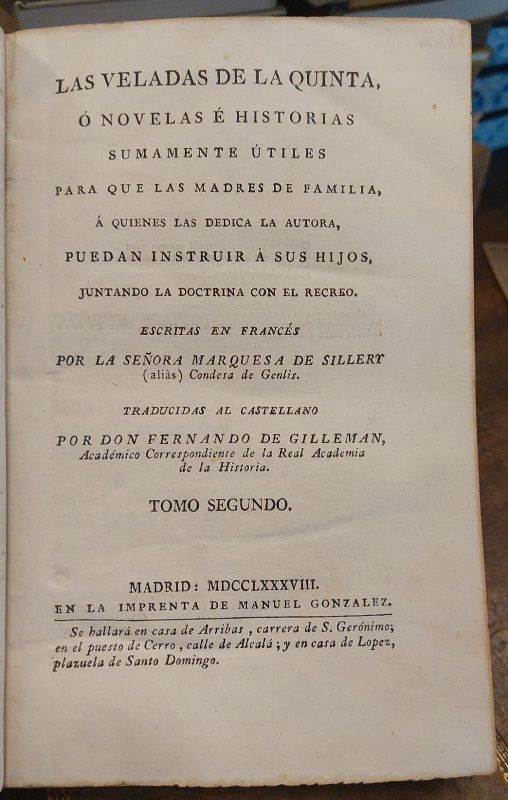 LAS VELADAS DE LA QUINTA,
Ó NOVELAS É HISTORIAS
SUMAMENTE ÚTILES
PARA QUE LAS MADRES DE FAMILIA,
Á QUIENES LAS DEDICA LA AUTORA,
PUEDAN INSTRUIR Á SUS HIJOS,
JUNTANDO LA DOCTRINA CON EL RECREO.
ESCRITAS EN FRANCÉS
POR LA SEÑORA MARQUESA DE SILLERY
(aliàs) Condesa de Genlis.
TRADUCIDAS AL CASTELLANO
POR DON FERNANDO DE GILLEMAN,
Académico Correspondiente de la Real Academia
de la Historia.
TOMO SEGUNDO.
MADRID: MDCCLXXXVIII.
EN LA IMPRENTA DE MANUEL GONZALEZ.
Se hallará en casa de Arribas, carrera de S. Gerónimo;
en el puesto de Cerro, calle de Alcalá; y en casa de Lopez,
plazuela de Santo Domingo.